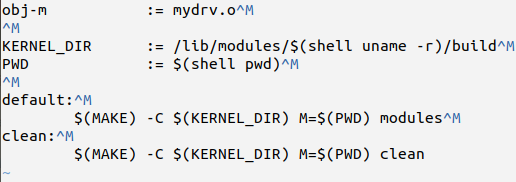 obj-m           := mydrv.o^M
^M
KERNEL_DIR      := /lib/modules/$(shell uname -r)/build^M
PWD             := $(shell pwd)^M
^M
default:^M
        $(MAKE) -C $(KERNEL_DIR) M=$(PWD) modules^M
clean:^M
        $(MAKE) -C $(KERNEL_DIR) M=$(PWD) clean
~